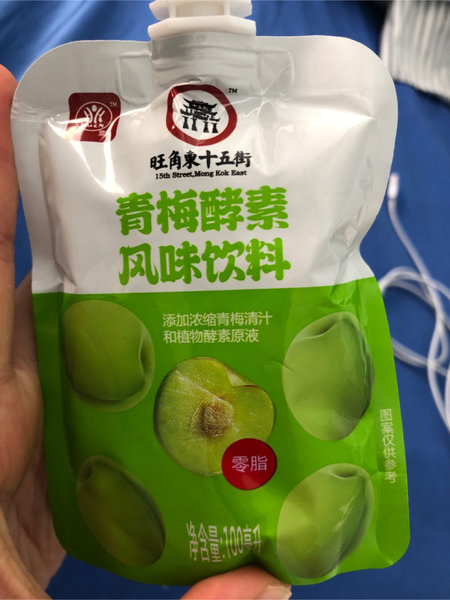 TM
TM
旺角東十五街
15th Street,Mong Kok East
青梅酵素
风味饮料
添加浓缩青梅清汁
和植物酵素原液
零脂
图案仅供参考
净含量:100毫升